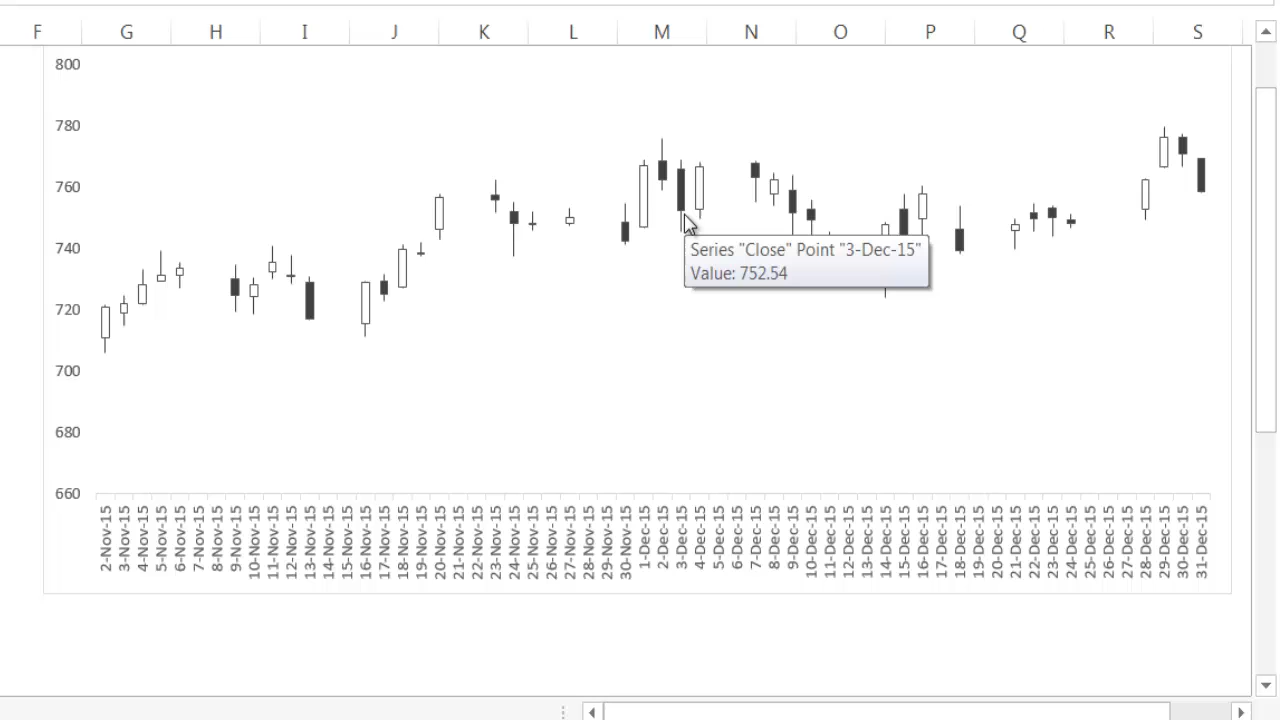 F G H I J K L M N O P Q R S
800
780
760
740
720
700
680
660
Series "Close" Point "3-Dec-15"
Value: 752.54
2-Nov-15
3-Nov-15
4-Nov-15
5-Nov-15
6-Nov-15
7-Nov-15
8-Nov-15
9-Nov-15
10-Nov-15
11-Nov-15
12-Nov-15
13-Nov-15
14-Nov-15
15-Nov-15
16-Nov-15
17-Nov-15
18-Nov-15
19-Nov-15
20-Nov-15
21-Nov-15
22-Nov-15
23-Nov-15
24-Nov-15
25-Nov-15
26-Nov-15
27-Nov-15
28-Nov-15
29-Nov-15
30-Nov-15
1-Dec-15
2-Dec-15
3-Dec-15
4-Dec-15
5-Dec-15
6-Dec-15
7-Dec-15
8-Dec-15
9-Dec-15
10-Dec-15
11-Dec-15
12-Dec-15
13-Dec-15
14-Dec-15
15-Dec-15
16-Dec-15
17-Dec-15
18-Dec-15
19-Dec-15
20-Dec-15
21-Dec-15
22-Dec-15
23-Dec-15
24-Dec-15
25-Dec-15
26-Dec-15
27-Dec-15
28-Dec-15
29-Dec-15
30-Dec-15
31-Dec-15